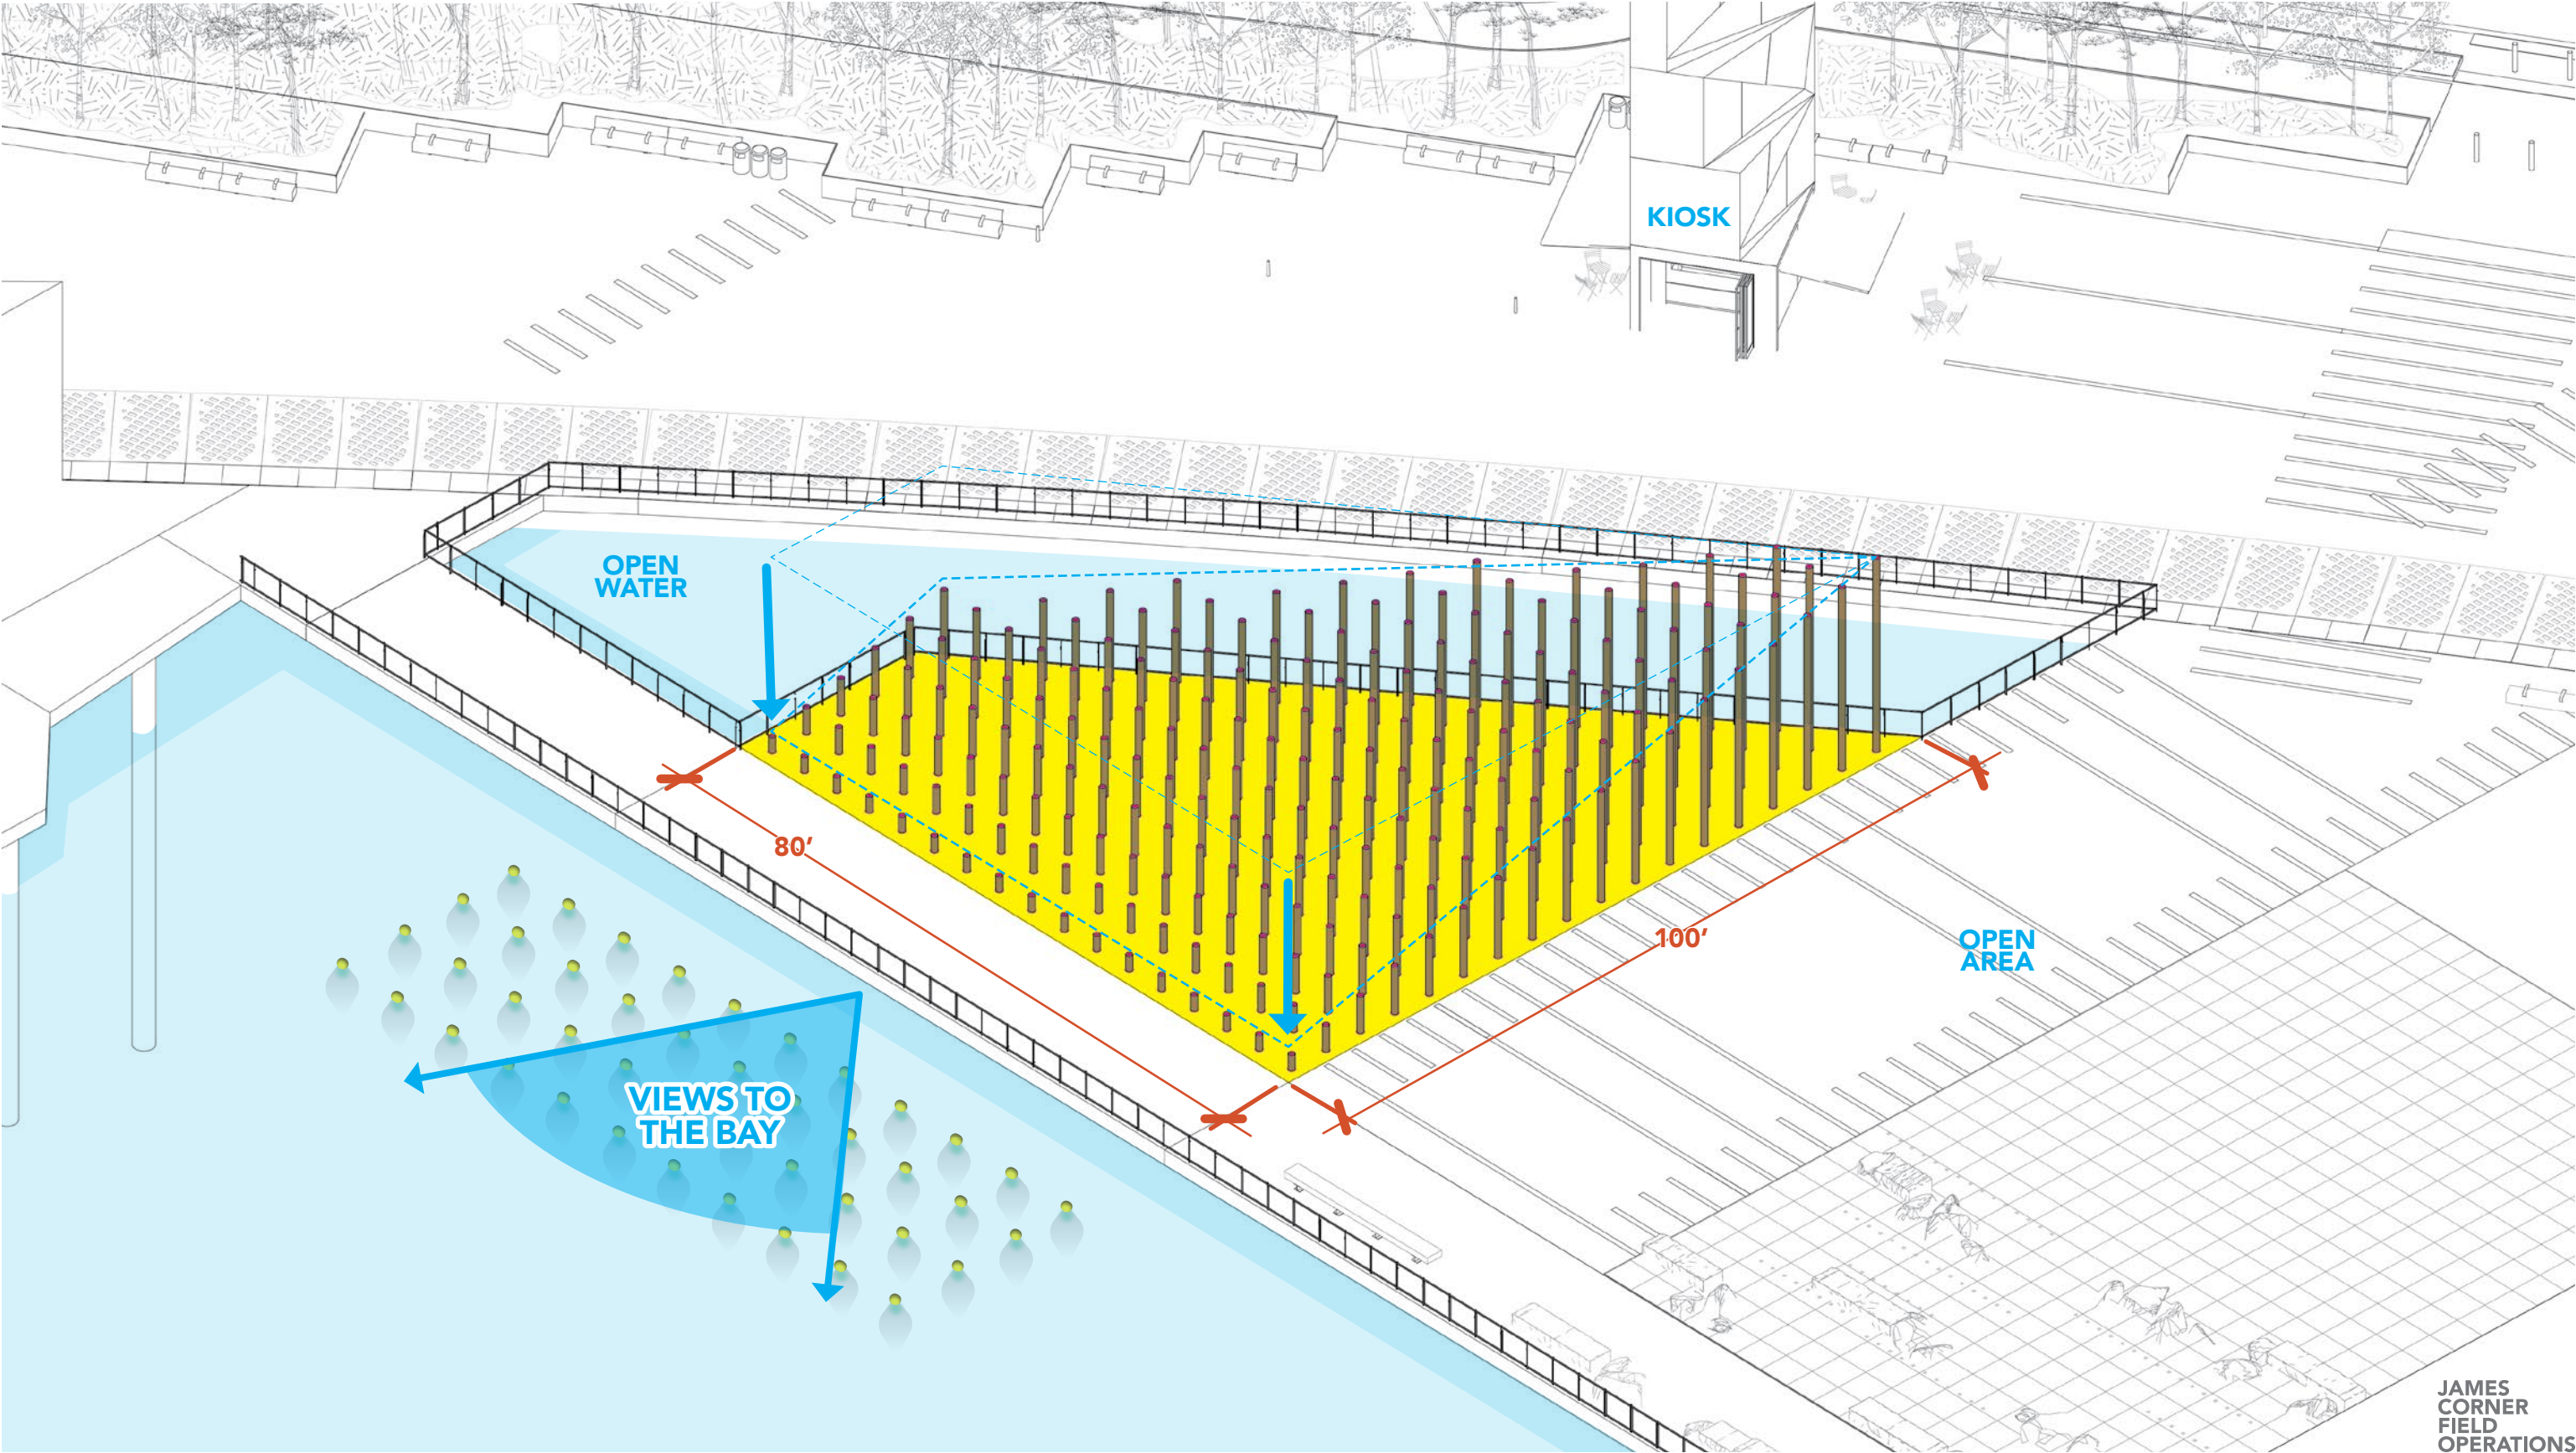 KIOSK
OPEN
WATER
80’
100’
OPEN
AREA
VIEWS TO
THE BAY
JAMES
CORNER
FIELD
OPERATIONS